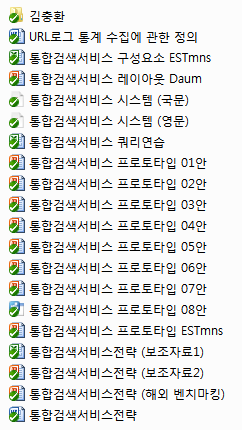 김충환
URL로그 통계 수집에 관한 정의
통합검색서비스 구성요소 ESTmns
통합검색서비스 레이아웃 Daum
통합검색서비스 시스템 (국문)
통합검색서비스 시스템 (영문)
통합검색서비스 쿼리연습
통합검색서비스 프로토타입 01안
통합검색서비스 프로토타입 02안
통합검색서비스 프로토타입 03안
통합검색서비스 프로토타입 04안
통합검색서비스 프로토타입 05안
통합검색서비스 프로토타입 06안
통합검색서비스 프로토타입 07안
통합검색서비스 프로토타입 08안
통합검색서비스 프로토타입 ESTmns
통합검색서비스전략 (보조자료1)
통합검색서비스전략 (보조자료2)
통합검색서비스전략 (해외 벤치마킹)
통합검색서비스전략